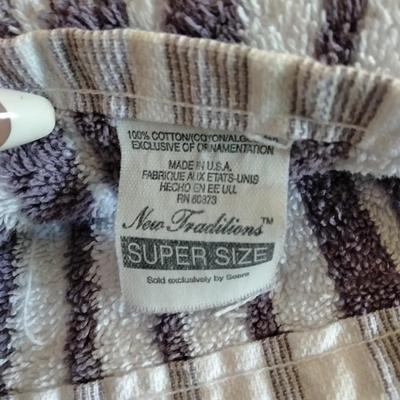 100% COTTON/COTON/ALGODON
EXCLUSIVE OF ORNAMENTATION
MADE IN U.S.A.
FABRIQUE AUX ETATS-UNIS
HECHO EN EE UU.
RN 60373
New Traditions™
SUPER SIZE
Sold exclusively by Sears